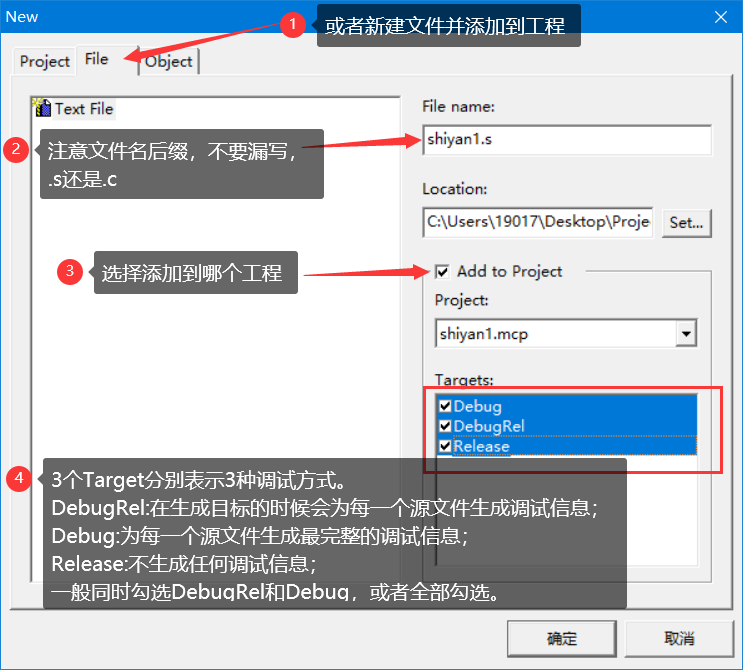 New
1
或者新建文件并添加到工程
Project
File
Object
Text File
File name:
2
注意文件名后缀，不要漏写，
.s还是.c
shiyan1.s
Location:
C:\Users\19017\Desktop\Proje
Set...
3
选择添加到哪个工程
Add to Project
Project:
shiyan1.mcp
Targets:
Debug
DebugRel
Release
4
3个Target分别表示3种调试方式。
DebugRel:在生成目标的时候会为每一个源文件生成调试信息；
Debug:为每一个源文件生成最完整的调试信息；
Release:不生成任何调试信息；
一般同时勾选DebugRel和Debug，或者全部勾选。
确定
取消